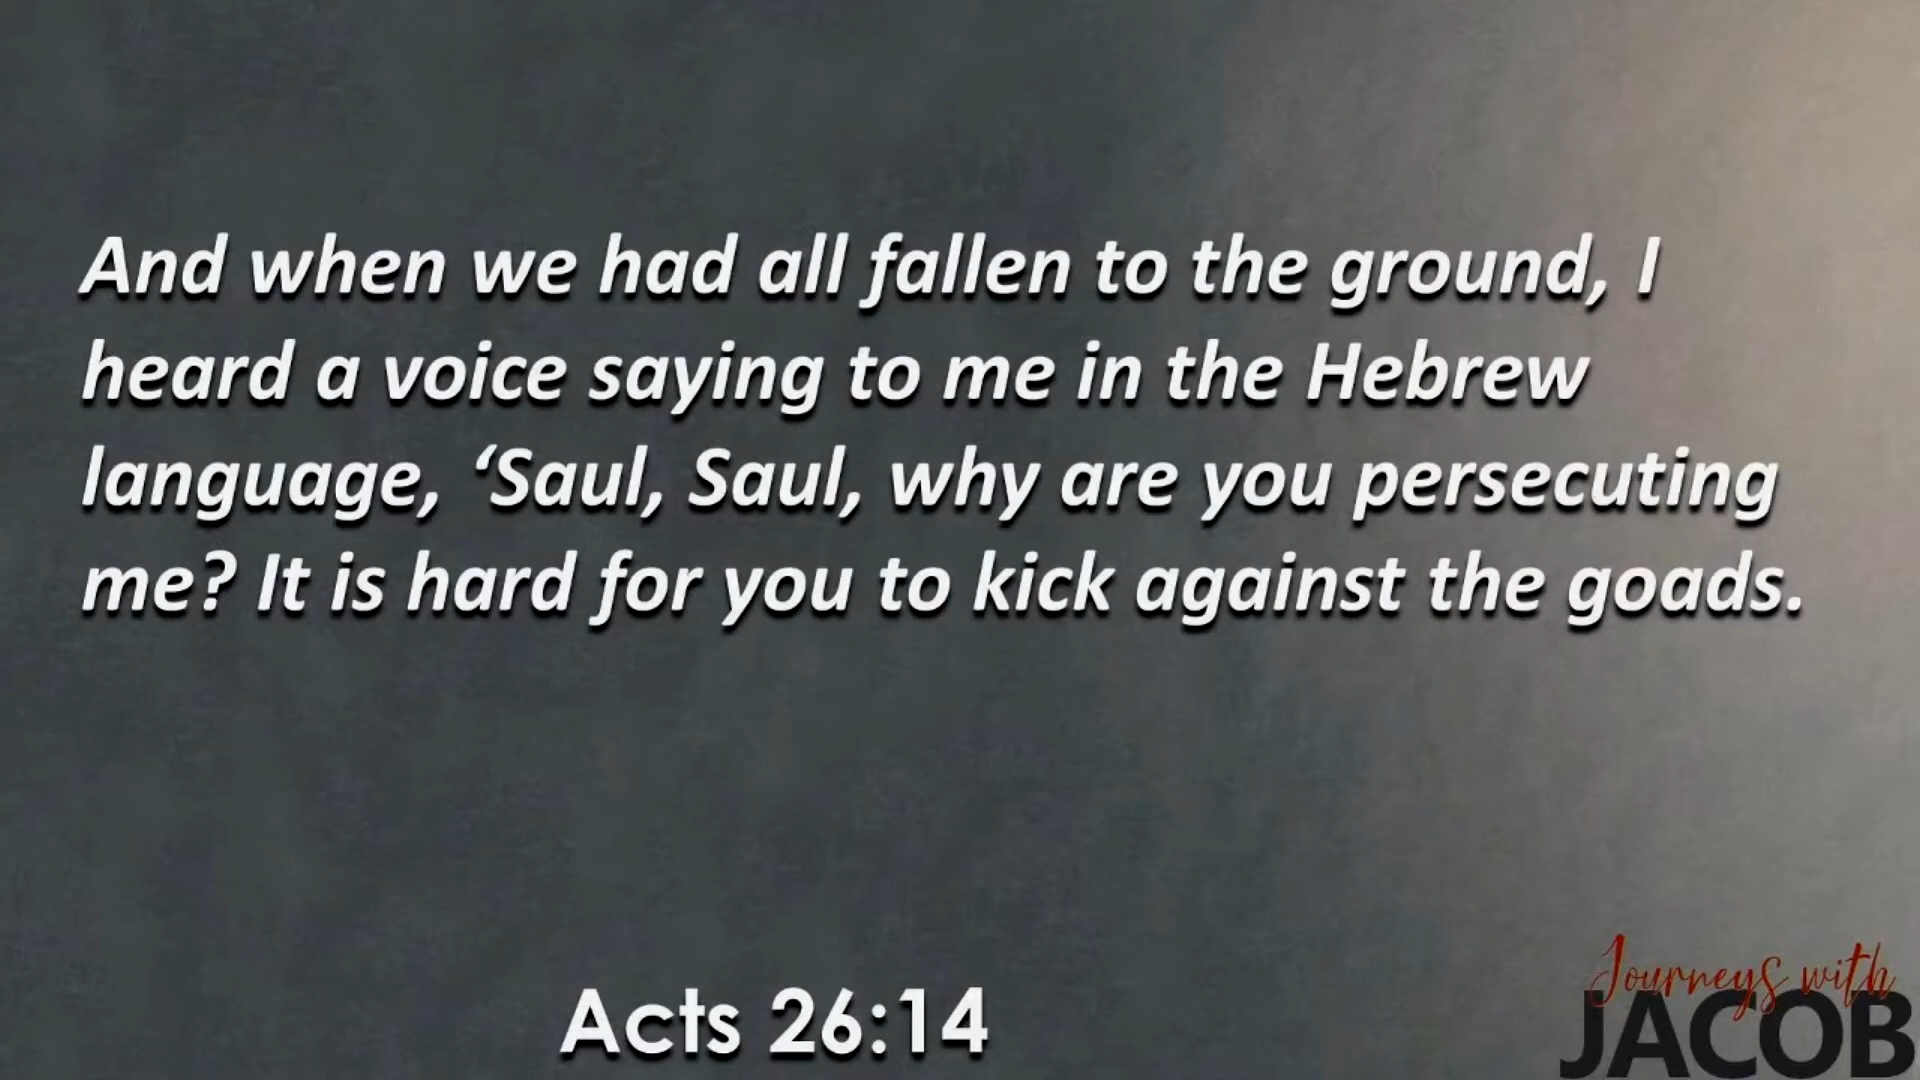 And when we had all fallen to the ground, I
heard a voice saying to me in the Hebrew
language, ‘Saul, Saul, why are you persecuting
me? It is hard for you to kick against the goads.
Acts 26:14
Journeys with
JACOB